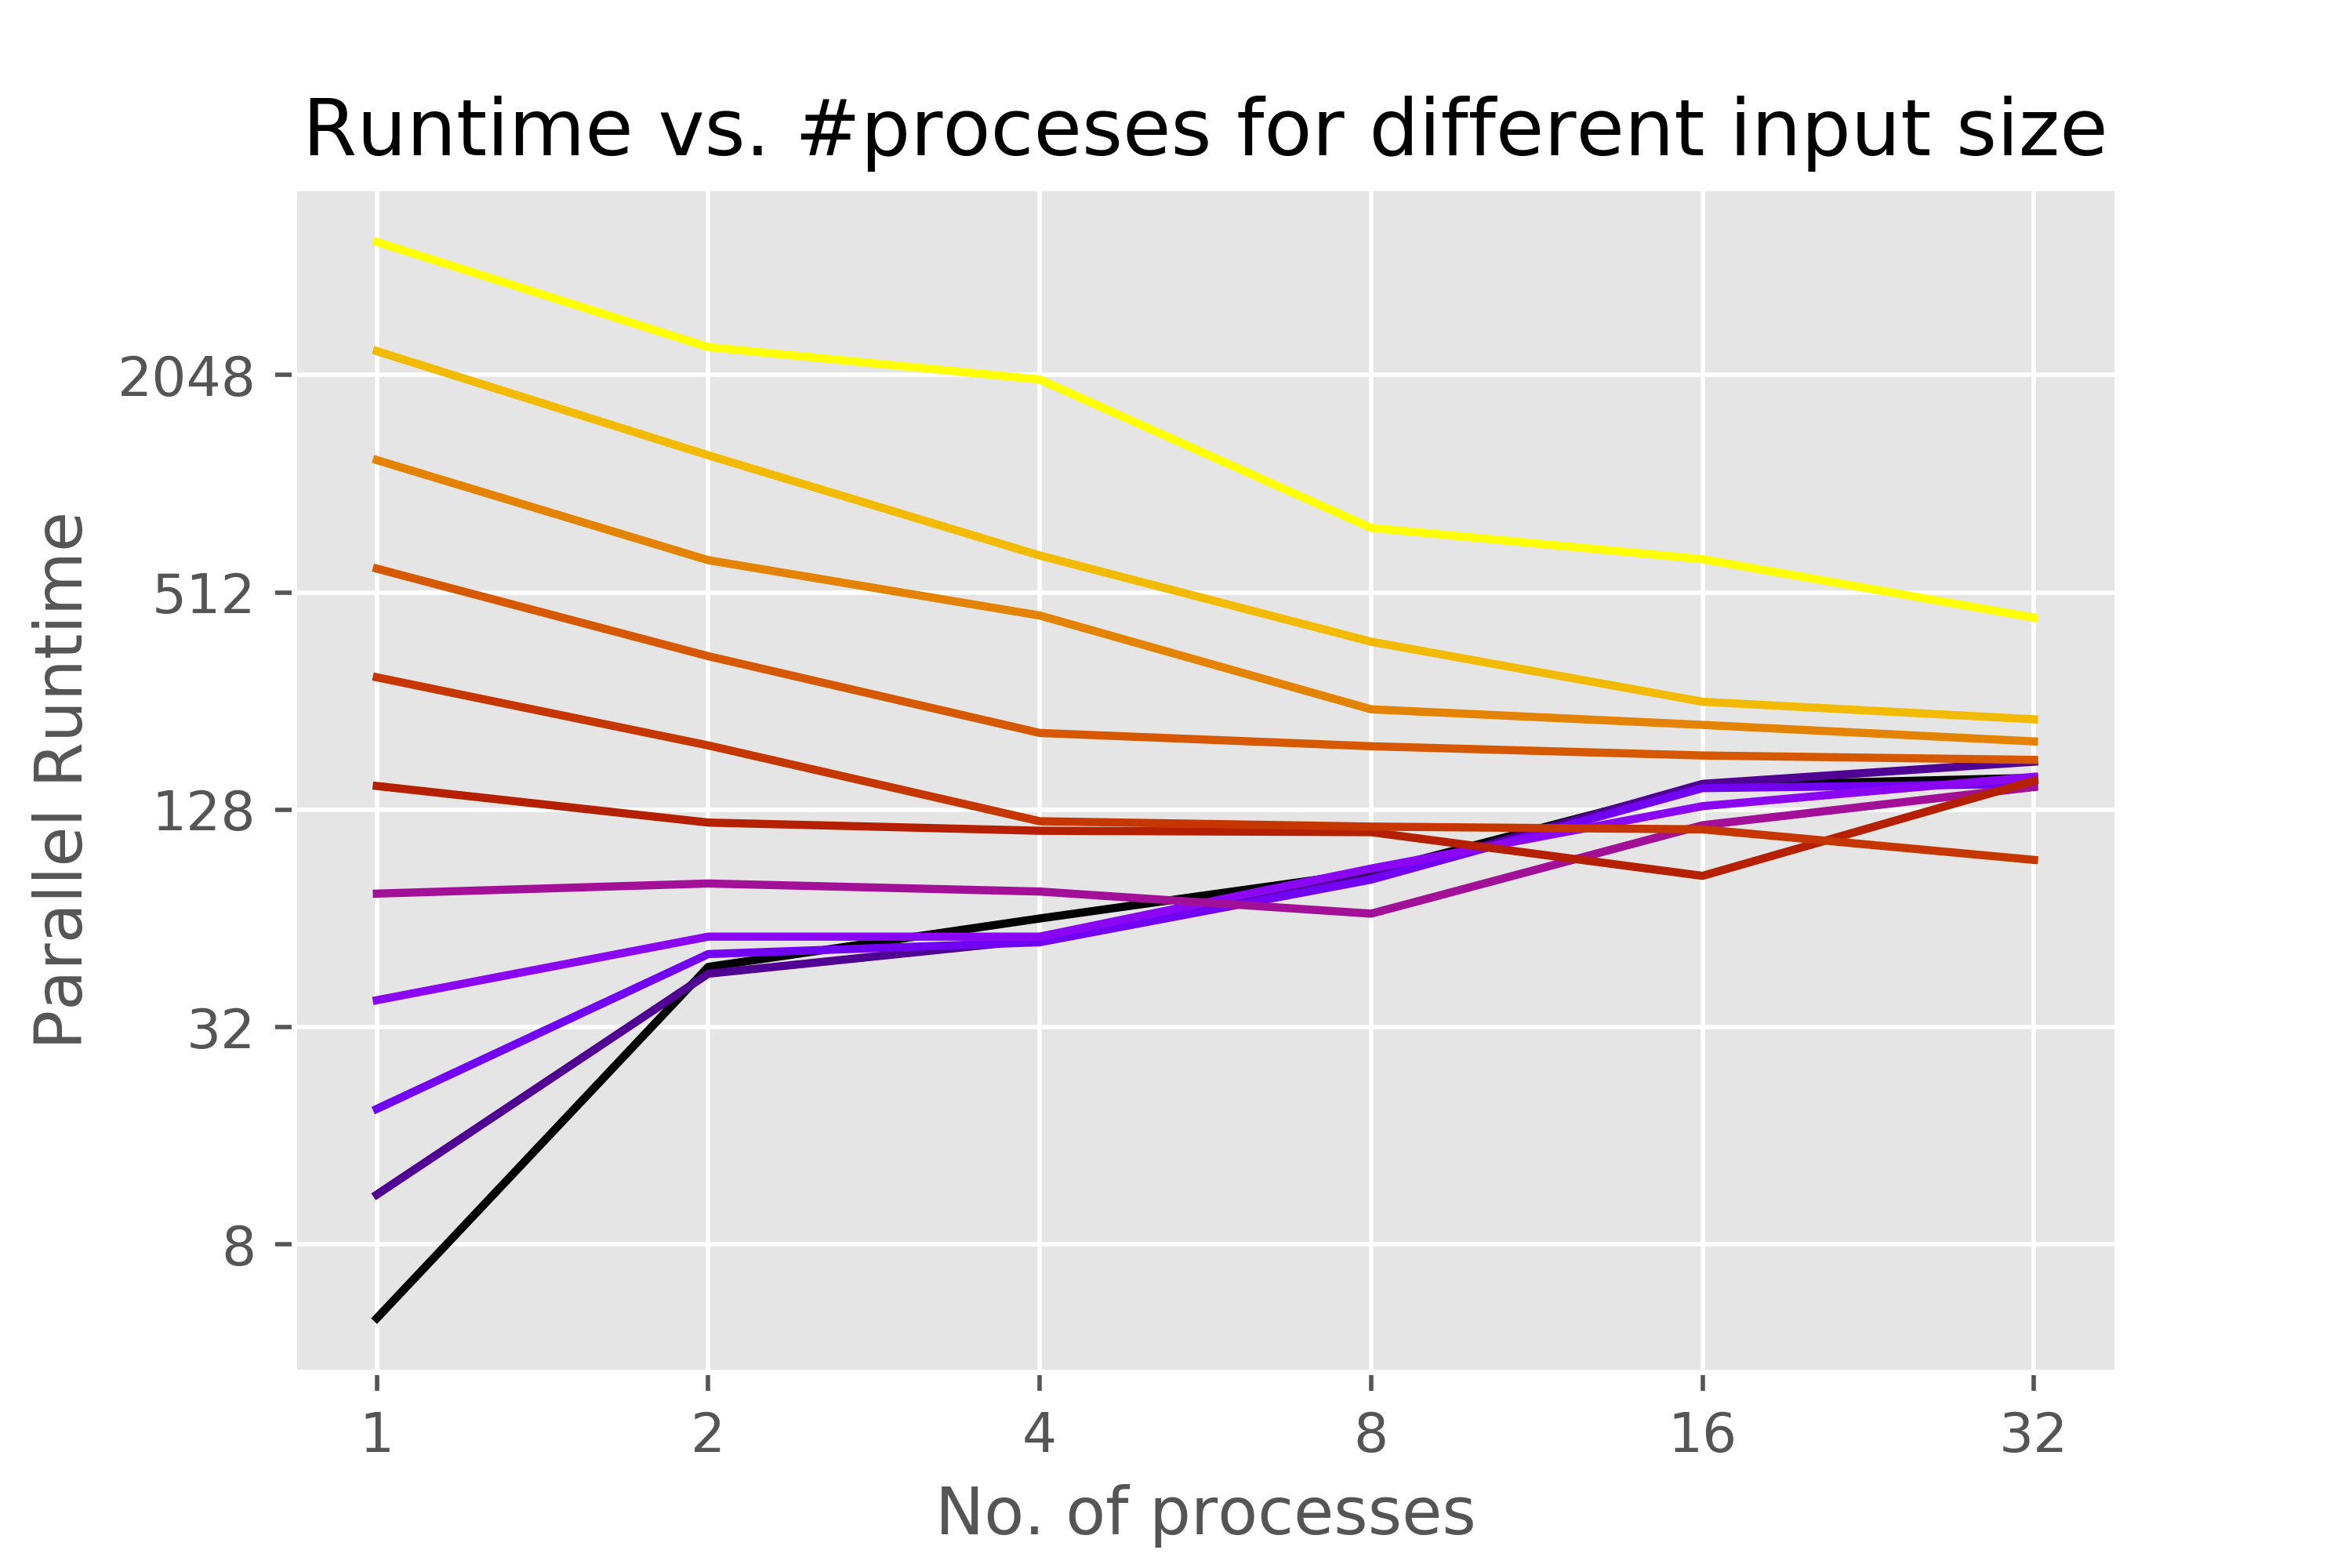 Runtime vs. #proceses for different input size
Parallel Runtime
2048
512
128
32
8
1 2 4 8 16 32
No. of processes